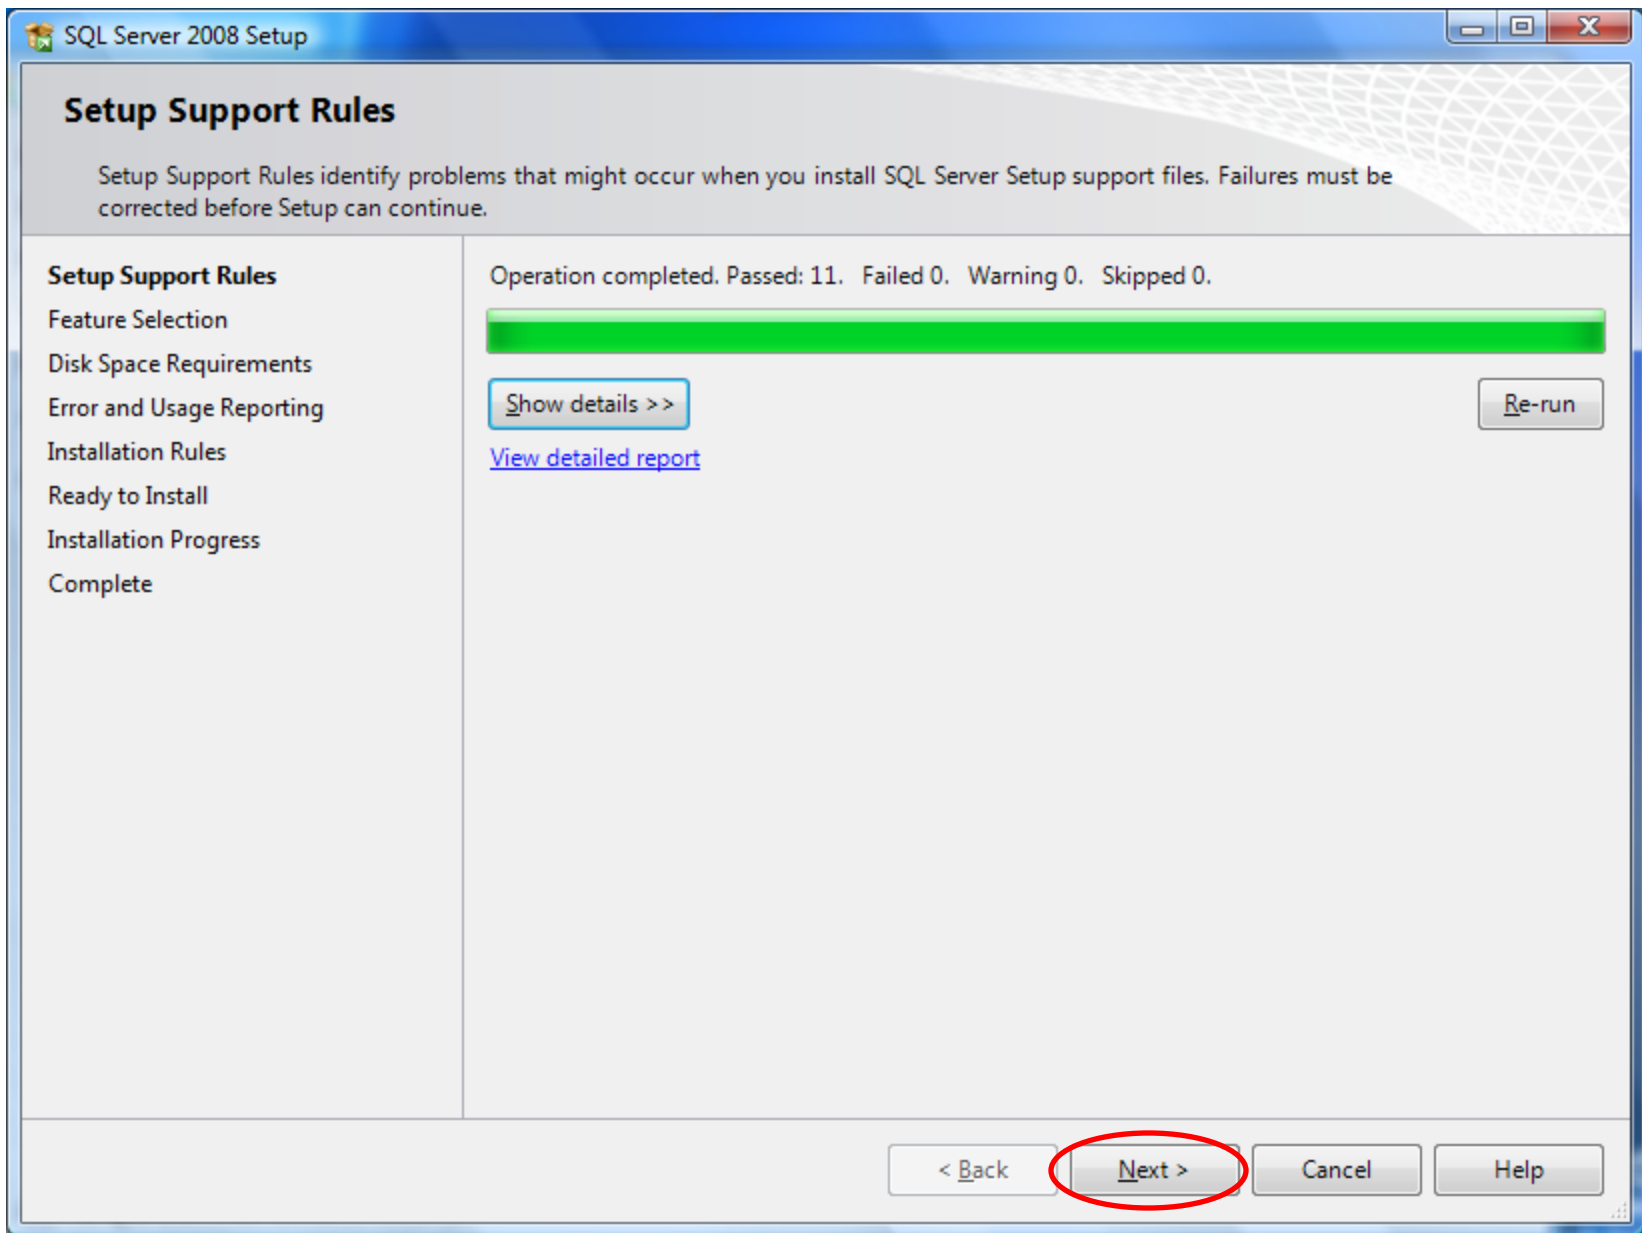 SQL Server 2008 Setup
Setup Support Rules
Setup Support Rules identify problems that might occur when you install SQL Server Setup support files. Failures must be
corrected before Setup can continue.
Setup Support Rules
Feature Selection
Disk Space Requirements
Error and Usage Reporting
Installation Rules
Ready to Install
Installation Progress
Complete
Operation completed. Passed: 11.   Failed 0.   Warning 0.   Skipped 0.
Show details >>
Re-run
View detailed report
< Back
Next >
Cancel
Help